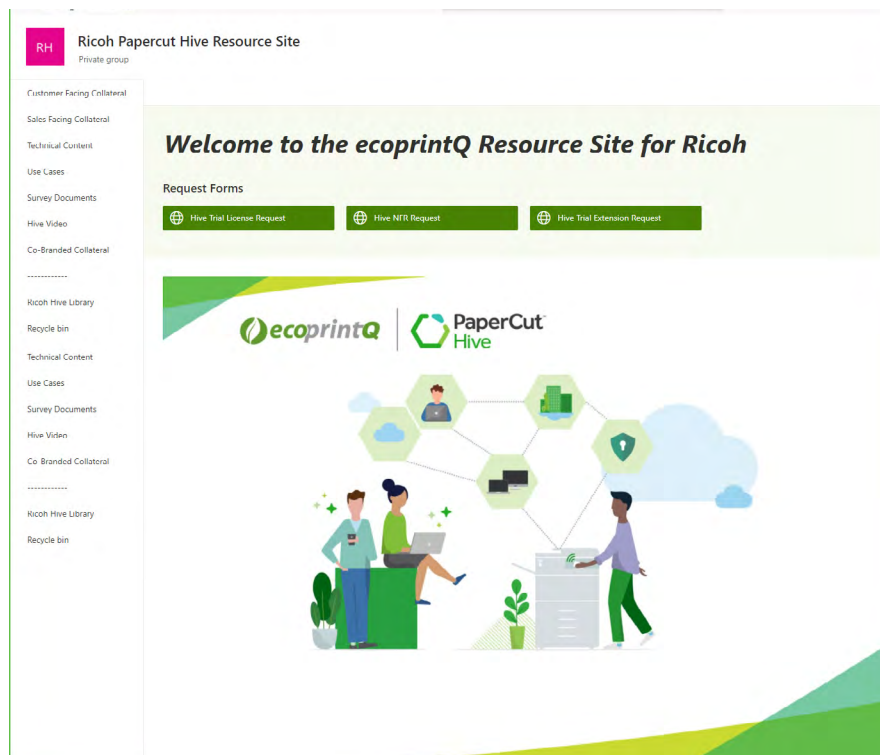 RH
Ricoh Papercut Hive Resource Site
Private group
Customer Facing Collateral
Sales Facing Collateral
Technical Content
Use Cases
Survey Documents
Hive Video
Co-Branded Collateral
------------
Ricoh Hive Library
Recycle bin
Technical Content
Use Cases
Survey Documents
Hive Video
Co-Branded Collateral
------------
Ricoh Hive Library
Recycle bin
Welcome to the ecoprintQ Resource Site for Ricoh
Request Forms
Hive Trial License Request
Hive NFR Request
Hive Trial Extension Request
ecoprintQ
PaperCut™
Hive